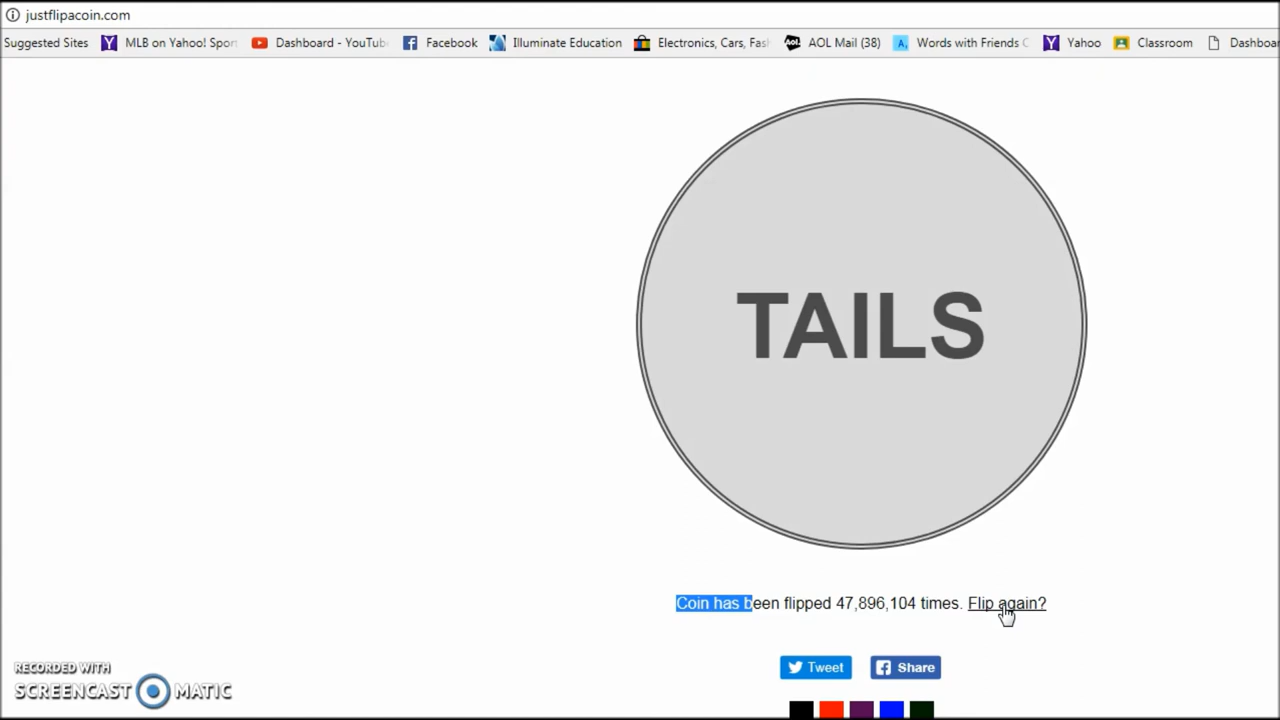 justflipacoin.com
Suggested Sites MLB on Yahoo! Spor Dashboard - YouTub Facebook Illuminate Education Electronics, Cars, Fas AOL Mail (38) Words with Friends Yahoo Classroom Dashboa
TAILS
Coin has been flipped 47,896,104 times. Flip again?
Tweet Share
RECORDED WITH
SCREENCAST MATIC